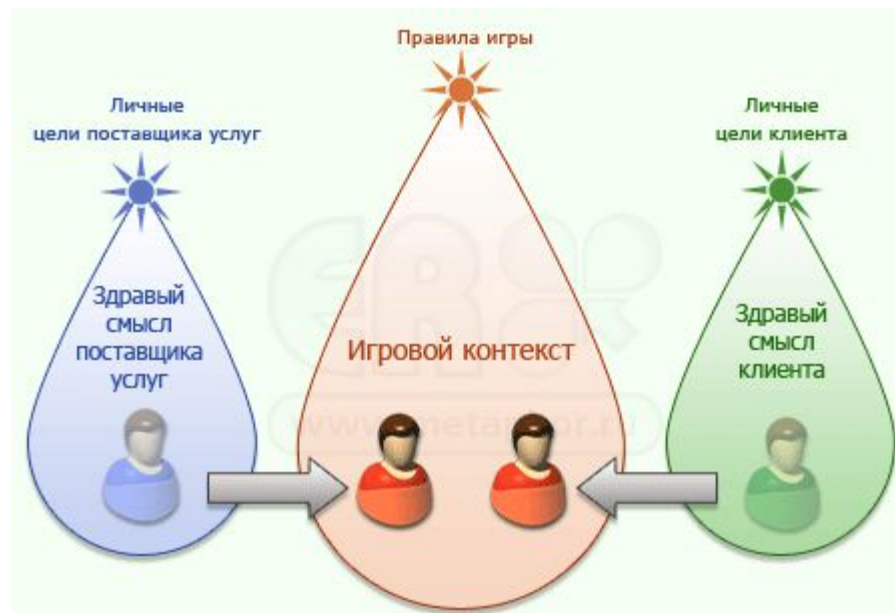 Правила игры
Личные
цели поставщика услуг
Личные
цели клиента
Здравый
смысл
поставщика
услуг
Игровой контекст
Здравый
смысл
клиента